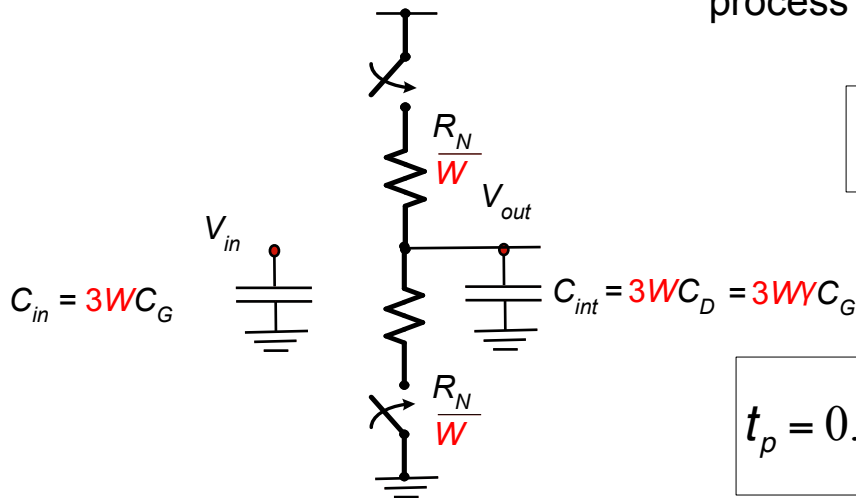 process
R_N
W
V_out
V_in
C_in = 3WC_G
C_int = 3WC_D = 3WγC_G
R_N
W
t_p = 0.